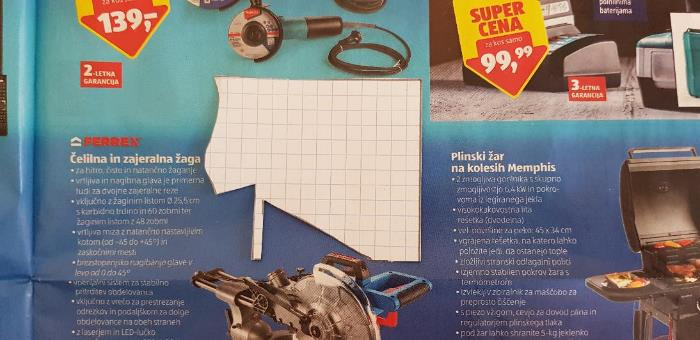 za kos samo
139,-
2-LETNA
GARANCIJA
SUPER
CENA
za kos samo
99,99
polnilnima
baterijama
3-LETNA
GARANCIJA
FERREX
Čelilna in zajeralna žaga
• za hitro, čisto in natančno žaganje
• vrtljiva in nagibna glava je primerna
tudi za dvojne zajeralne reze
• vključno z žaginim listom Ø 25,5 cm
s karbidno trdino in 60 zobmi ter
žaginim listom z 48 zobmi
• vrtljiva miza z natančno nastavljivim
kotom (od –45 do +45°) in
zaskočnimi mesti
• brezstopenjsko nagibanje glave v
levo od 0 do 45°
• vpenjalni sistem za stabilno
pritrditev obdelovanca
• vključno z vrečo za prestrezanje
odrezkov in podaljškom za dolge
obdelovance na obeh straneh
• z laserjem in LED-lučko
Plinski žar
na kolesih Memphis
• 2 zmogljiva gorilnika s skupno
zmogljivostjo 6,4 kW in pokro-
voma iz legiranega jekla
• visokokakovostna lita
rešetka (dvodelna)
• vel. površine za peko: 45 x 34 cm
• vgrajena rešetka, na katero lahko
položite jedi, da ostanejo tople
• zložljivi stranski odlagalni polici
• izjemno stabilen pokrov žara s
termometrom
• izvlekljiv zbiralnik za maščobo za
preprosto čiščenje
• s piezo vžigom, cevjo za dovod plina in
regulatorjem plinskega tlaka
• pod žar lahko shranite 5-kg jeklenko